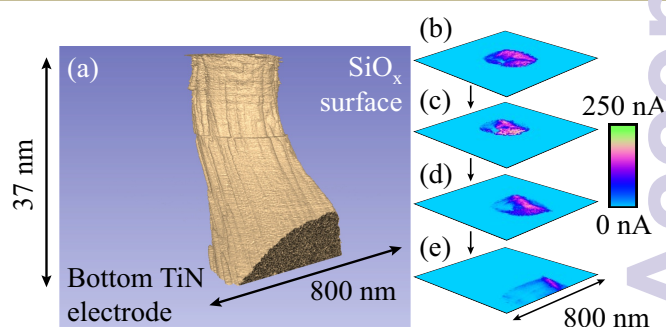 (a)
SiOx
surface
37 nm
Bottom TiN
electrode
800 nm
(b)
(c)
250 nA
(d)
0 nA
(e)
800 nm